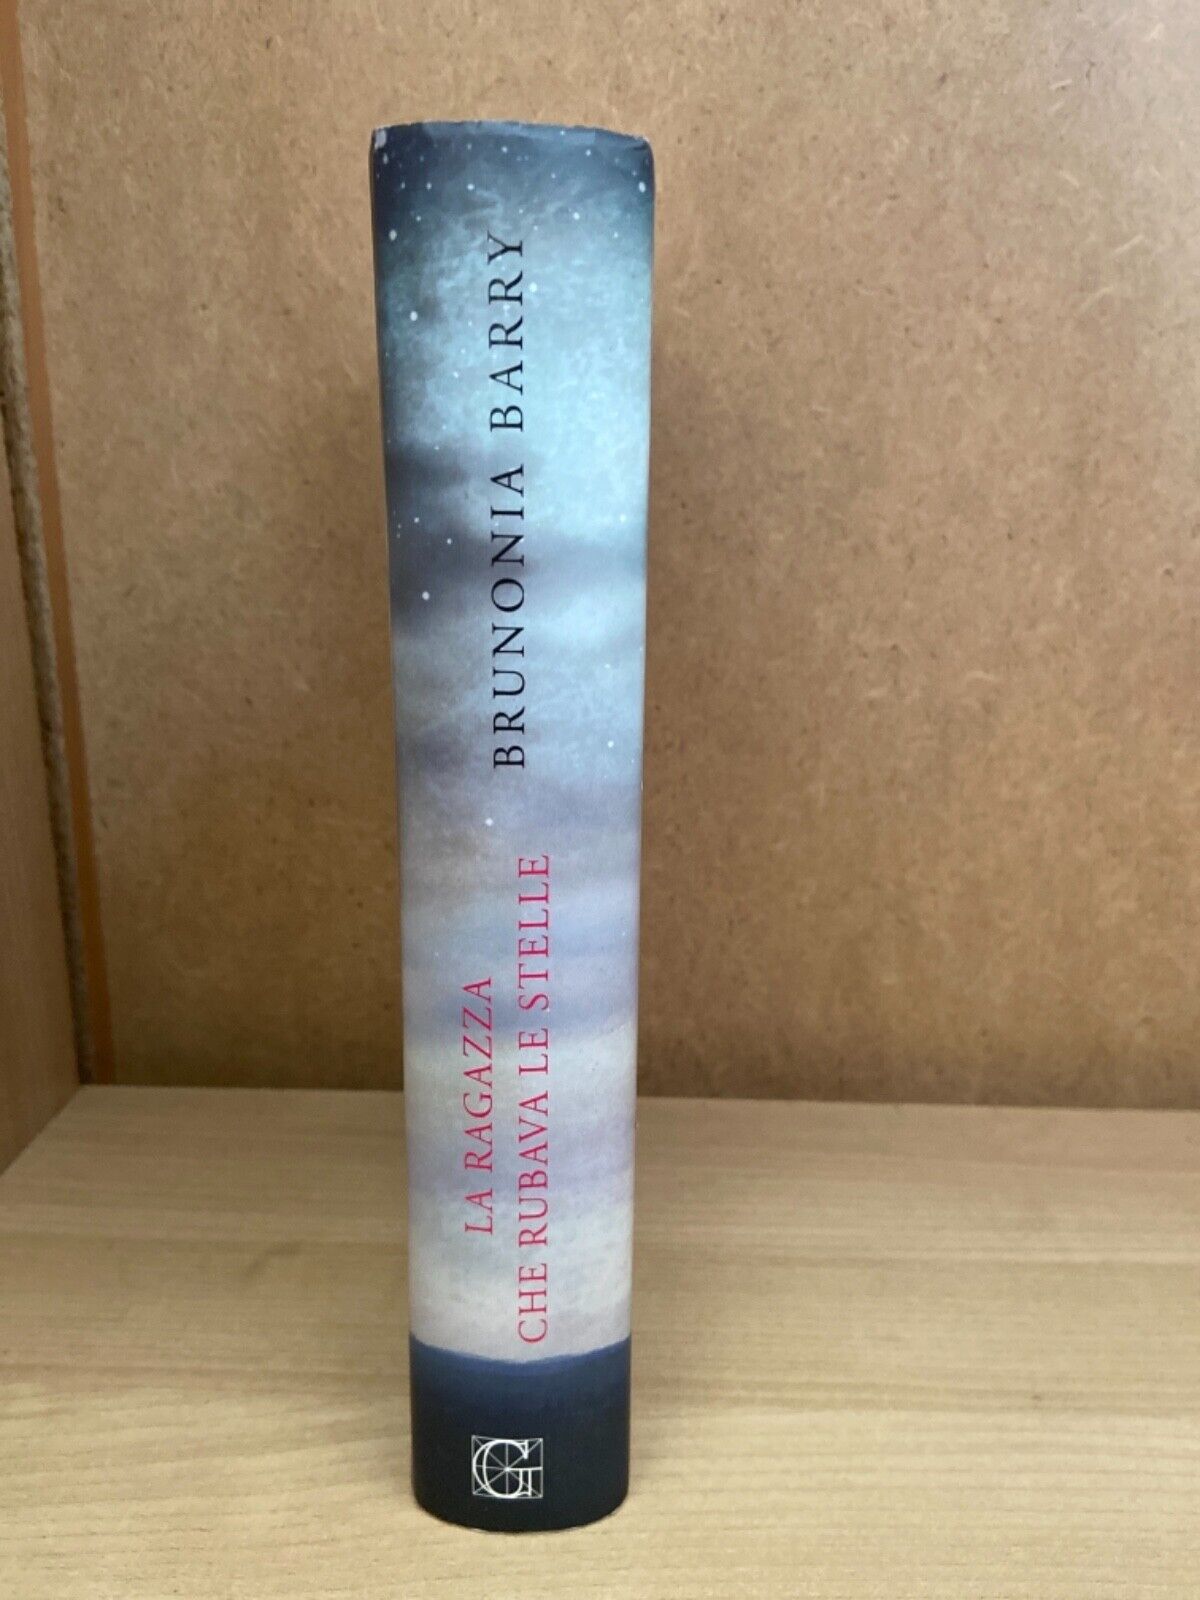 BRUNONIA BARRY
LA RAGAZZA
CHE RUBAVA LE STELLE